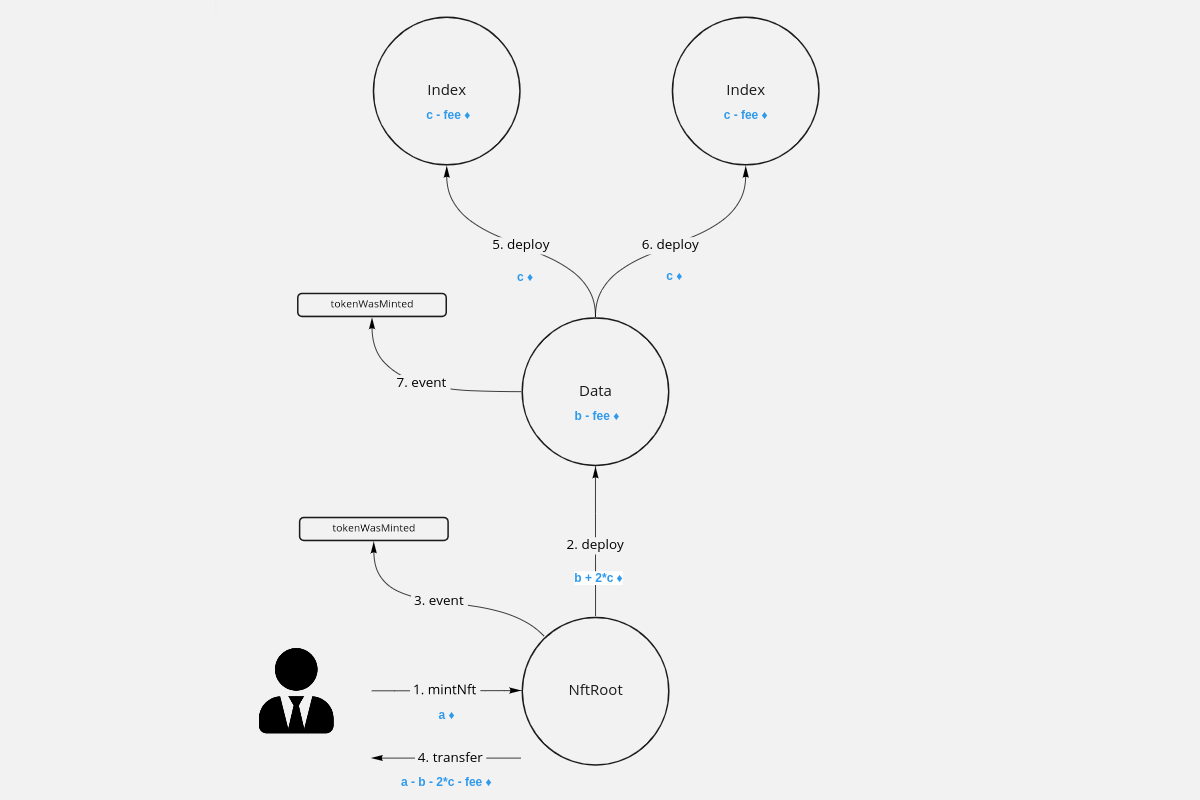 Index
c - fee ♦
Index
c - fee ♦
5. deploy
c ♦
6. deploy
c ♦
tokenWasMinted
7. event
Data
b - fee ♦
tokenWasMinted
2. deploy
b + 2*c ♦
3. event
1. mintNft
a ♦
NftRoot
4. transfer
a - b - 2*c - fee ♦